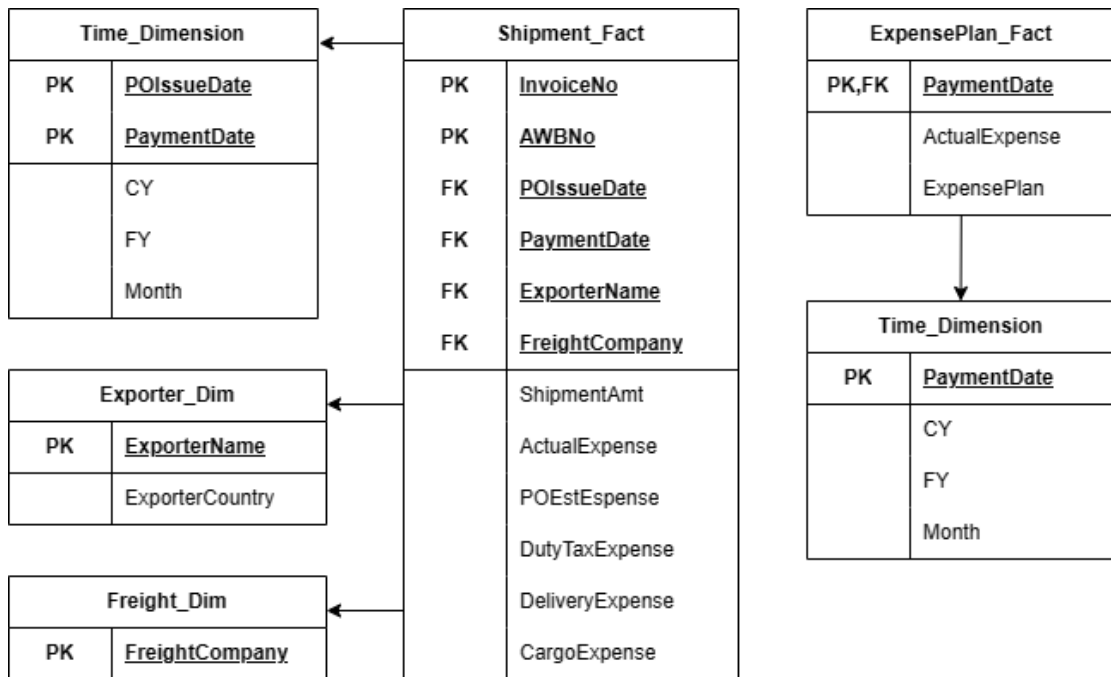 Time_Dimension
PK POIssueDate
PK PaymentDate
CY
FY
Month
Exporter_Dim
PK ExporterName
ExporterCountry
Freight_Dim
PK FreightCompany
Shipment_Fact
PK InvoiceNo
PK AWBNo
FK POIssueDate
FK PaymentDate
FK ExporterName
FK FreightCompany
ShipmentAmt
ActualExpense
POEstEspense
DutyTaxExpense
DeliveryExpense
CargoExpense
ExpensePlan_Fact
PK,FK PaymentDate
ActualExpense
ExpensePlan
Time_Dimension
PK PaymentDate
CY
FY
Month